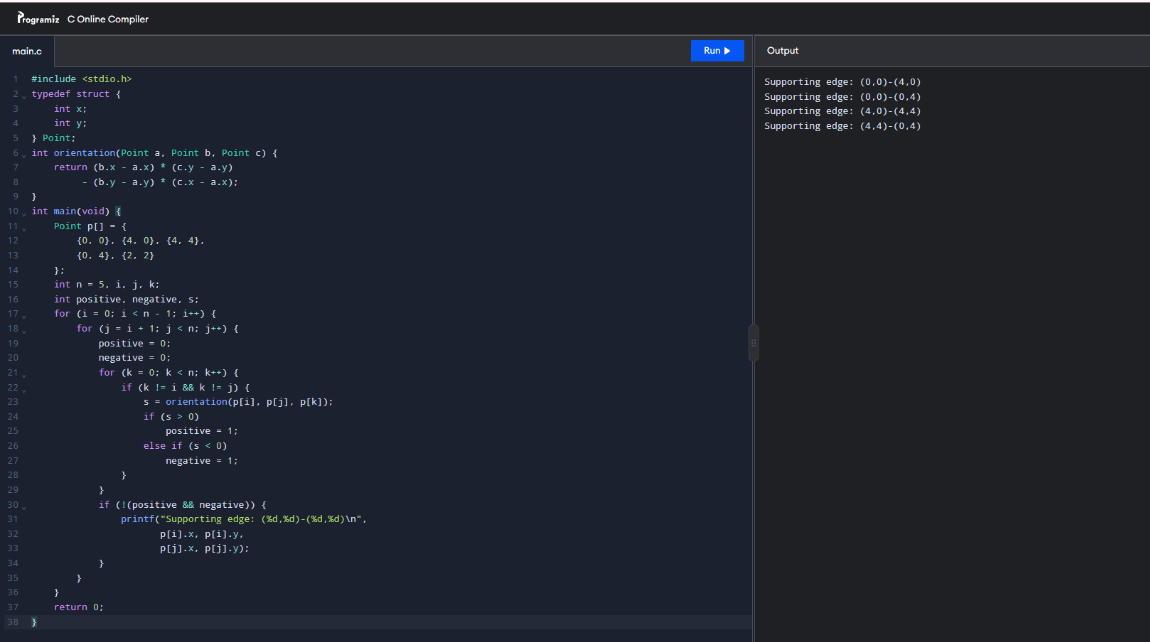 Programiz C Online Compiler
main.c
Run
Output
1 #include <stdio.h>
2 typedef struct {
3 int x;
4 int y;
5 } Point;
6 int orientation(Point a, Point b, Point c) {
7 return (b.x - a.x) * (c.y - a.y)
8 - (b.y - a.y) * (c.x - a.x);
9 }
10 int main(void) {
11 Point p[] = {
12 {0, 0}, {4, 0}, {4, 4},
13 {0, 4}, {2, 2}
14 };
15 int n = 5, i, j, k;
16 int positive, negative, s;
17 for (i = 0; i < n - 1; i++) {
18 for (j = i + 1; j < n; j++) {
19 positive = 0;
20 negative = 0;
21 for (k = 0; k < n; k++) {
22 if (k != i && k != j) {
23 s = orientation(p[i], p[j], p[k]);
24 if (s > 0)
25 positive = 1;
26 else if (s < 0)
27 negative = 1;
28 }
29 }
30 if (!(positive && negative)) {
31 printf("Supporting edge: (%d,%d)-(%d,%d)\n",
32 p[i].x, p[i].y,
33 p[j].x, p[j].y);
34 }
35 }
36 }
37 return 0;
38 }
Supporting edge: (0,0)-(4,0)
Supporting edge: (0,0)-(0,4)
Supporting edge: (4,0)-(4,4)
Supporting edge: (4,4)-(0,4)